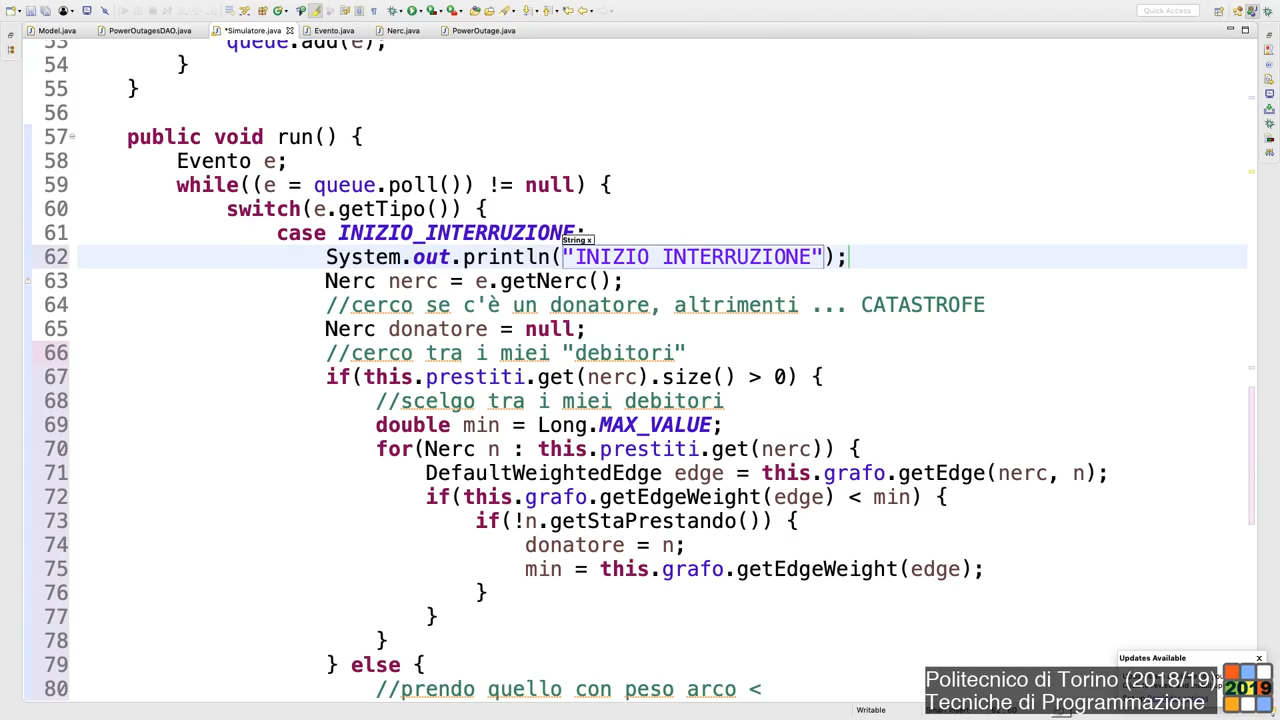 Quick Access
Model.java
PowerOutagesDAO.java
*Simulatore.java
Evento.java
Nerc.java
PowerOutage.java
53 queue.add(e);
54 }
55 }
56
57 public void run() {
58 Evento e;
59 while((e = queue.poll()) != null) {
60 switch(e.getTipo()) {
61 case INIZIO_INTERRUZIONE:
String x
62 System.out.println("INIZIO INTERRUZIONE");
63 Nerc nerc = e.getNerc();
64 //cerco se c'è un donatore, altrimenti ... CATASTROFE
65 Nerc donatore = null;
66 //cerco tra i miei "debitori"
67 if(this.prestiti.get(nerc).size() > 0) {
68 //scelgo tra i miei debitori
69 double min = Long.MAX_VALUE;
70 for(Nerc n : this.prestiti.get(nerc)) {
71 DefaultWeightedEdge edge = this.grafo.getEdge(nerc, n);
72 if(this.grafo.getEdgeWeight(edge) < min) {
73 if(!n.getStaPrestando()) {
74 donatore = n;
75 min = this.grafo.getEdgeWeight(edge);
76 }
77 }
78 }
79 } else {
80 //prendo quello con peso arco <
Updates Available
Politecnico di Torino (2018/19)
Tecniche di Programmazione
2019
Writable